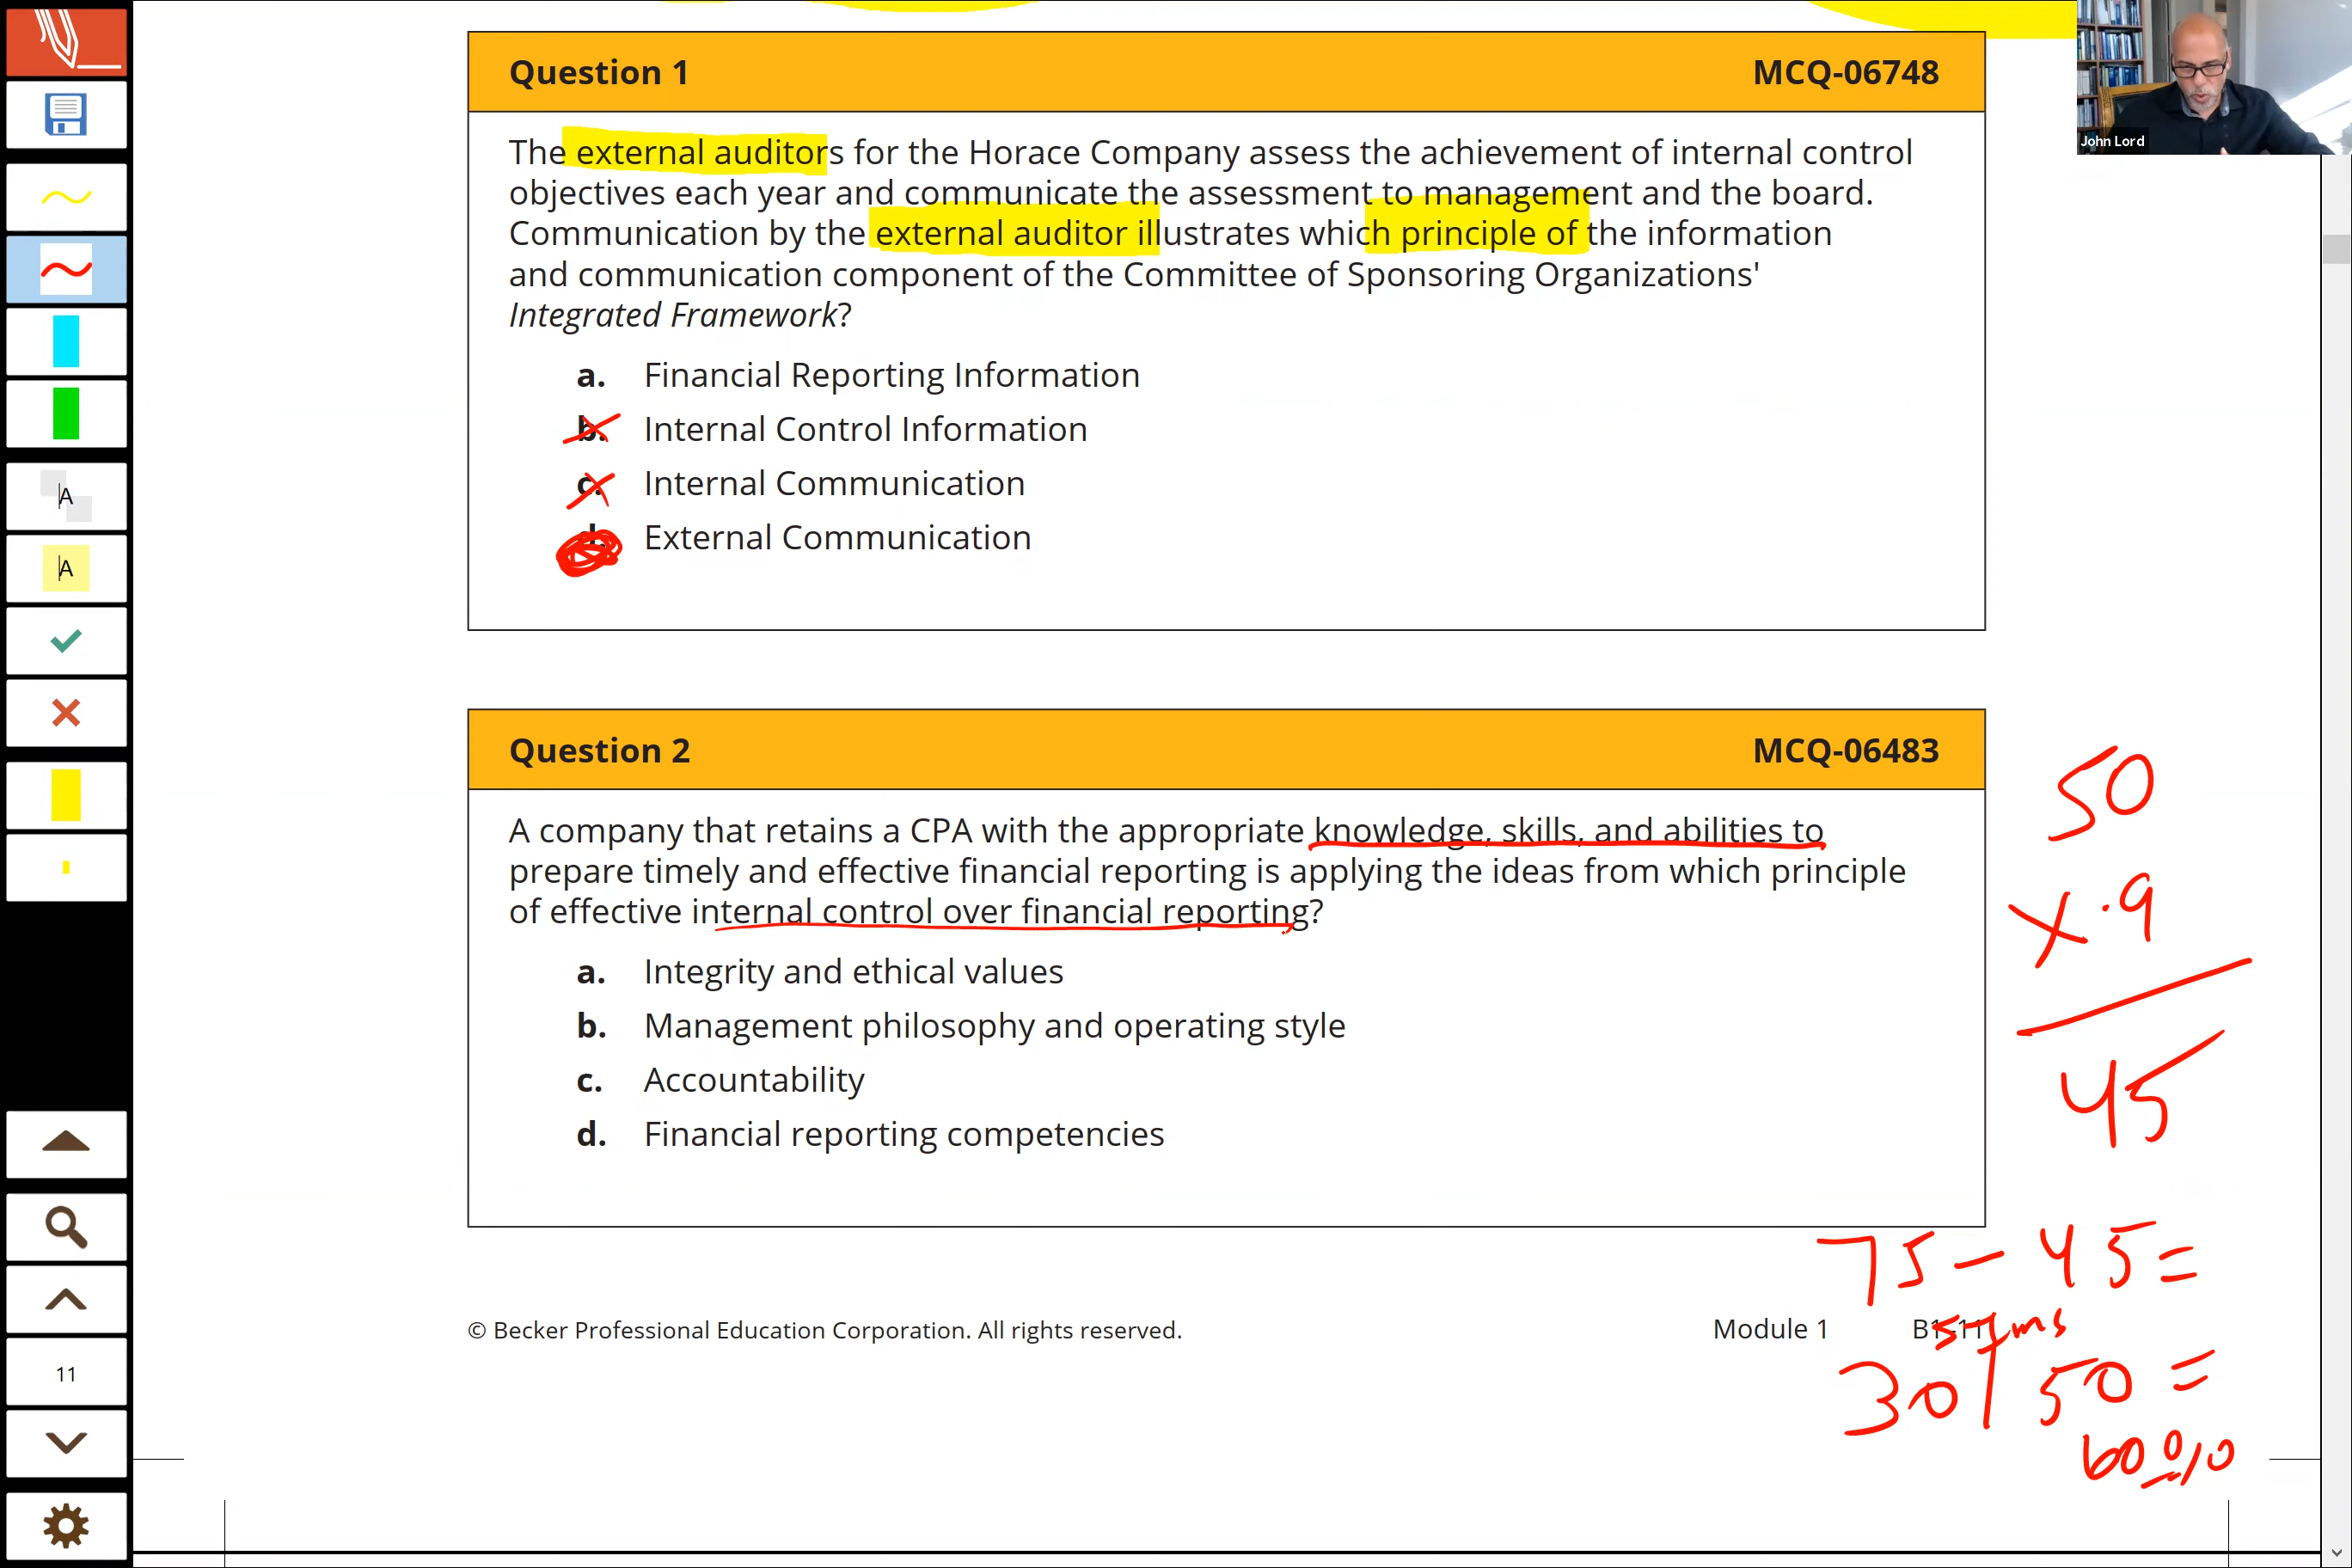 Question 1 MCQ-06748
John Lord
The external auditors for the Horace Company assess the achievement of internal control
objectives each year and communicate the assessment to management and the board.
Communication by the external auditor illustrates which principle of the information
and communication component of the Committee of Sponsoring Organizations'
Integrated Framework?
a. Financial Reporting Information
b. Internal Control Information
c. Internal Communication
d. External Communication
Question 2 MCQ-06483
A company that retains a CPA with the appropriate knowledge, skills, and abilities to
prepare timely and effective financial reporting is applying the ideas from which principle
of effective internal control over financial reporting?
a. Integrity and ethical values
b. Management philosophy and operating style
c. Accountability
d. Financial reporting competencies
50
x .9
45
75 - 45 =
30 / 50 =
60%
© Becker Professional Education Corporation. All rights reserved.
Module 1 B1-11
A
A
11